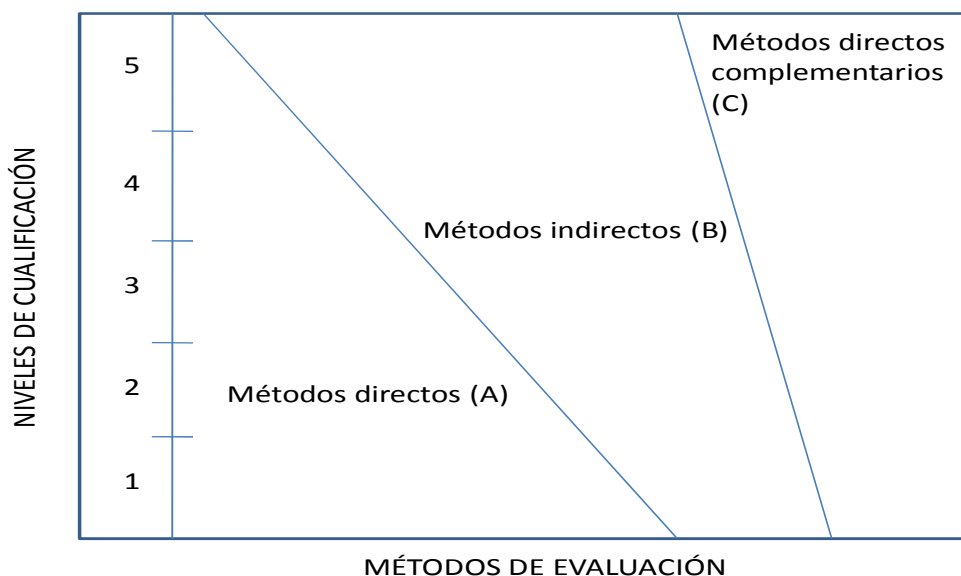 NIVELES DE CUALIFICACIÓN
5
4
3
2
1
Métodos directos
complementarios
(C)
Métodos indirectos (B)
Métodos directos (A)
MÉTODOS DE EVALUACIÓN